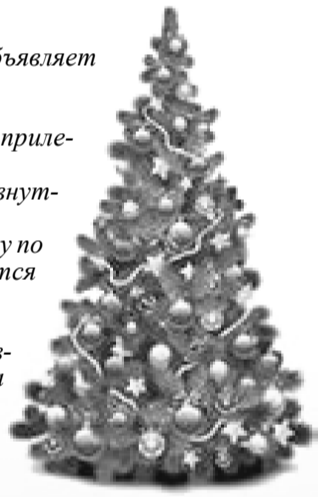 бъявляет
приле-
внут-
у по
тся
в-